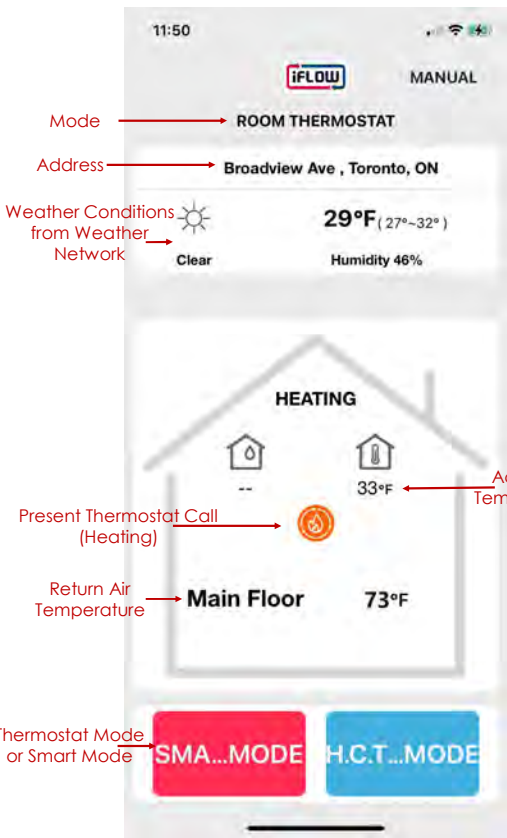 11:50
iFLOW
MANUAL
Mode
ROOM THERMOSTAT
Address
Broadview Ave , Toronto, ON
Weather Conditions
from Weather
Network
29°F( 27°~32° )
Clear
Humidity 46%
HEATING
--
33°F
Present Thermostat Call
(Heating)
Return Air
Temperature
Main Floor
73°F
Thermostat Mode
or Smart Mode
SMA...MODE
H.C.T...MODE